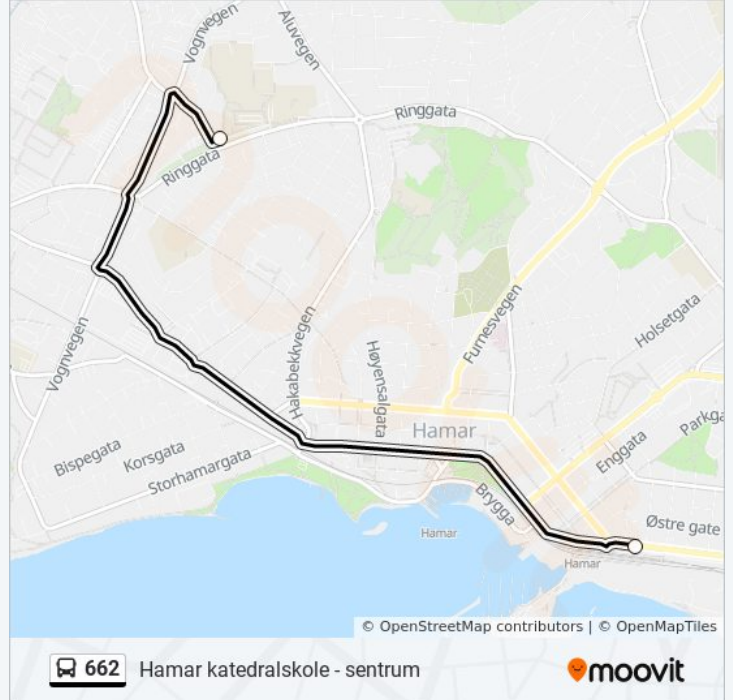 Vognvegen
Aluvegen
Ringgata
Ringgata
Vognvegen
Hakabekkvegen
Høyensalgata
Furnesvegen
Holsetgata
Hamar
Parkga
Enggata
Bispegata
Korsgata
Storhamargata
Brygga
Hamar
Østre gate
Hamar
© OpenStreetMap contributors | © OpenMapTiles
662 Hamar katedralskole - sentrum
moovit